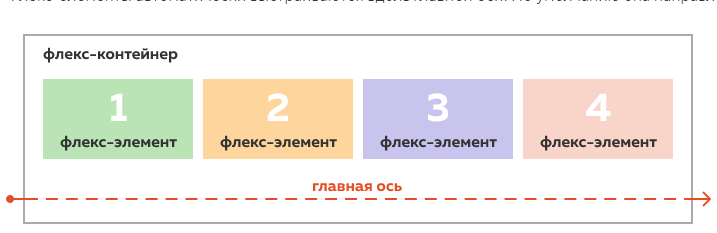 флекс-контейнер
1 2 3 4
флекс-элемент флекс-элемент флекс-элемент флекс-элемент
главная ось